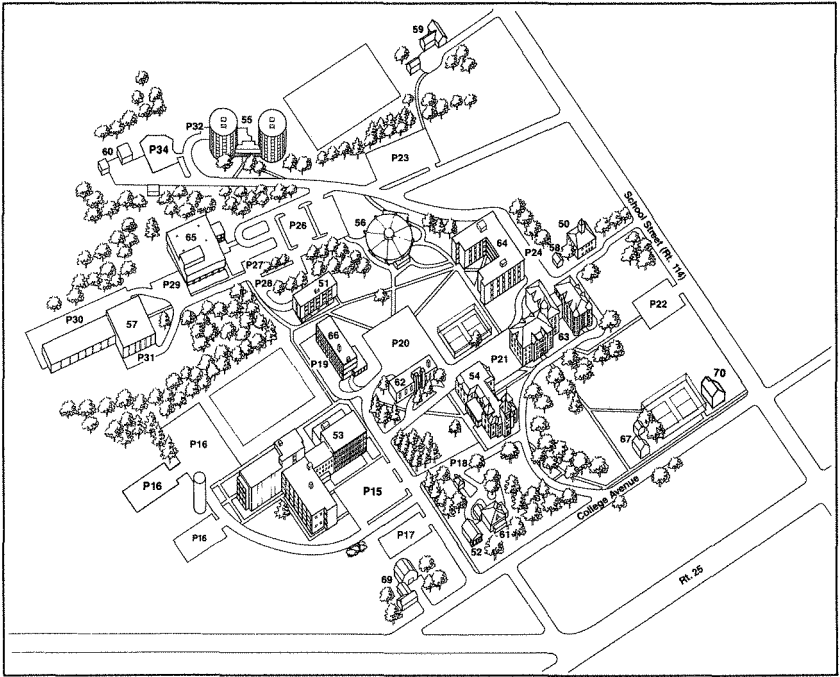 59
P32
55
60
P34
P23
School Street (Rt. 114)
65
P26
56
50
58
64
P24
P27
P29
P28
51
P22
P30
57
66
P20
63
P31
P19
P21
62
54
70
53
67
P16
P18
P16
P15
College Avenue
P17
61
P16
52
69
Rt. 25